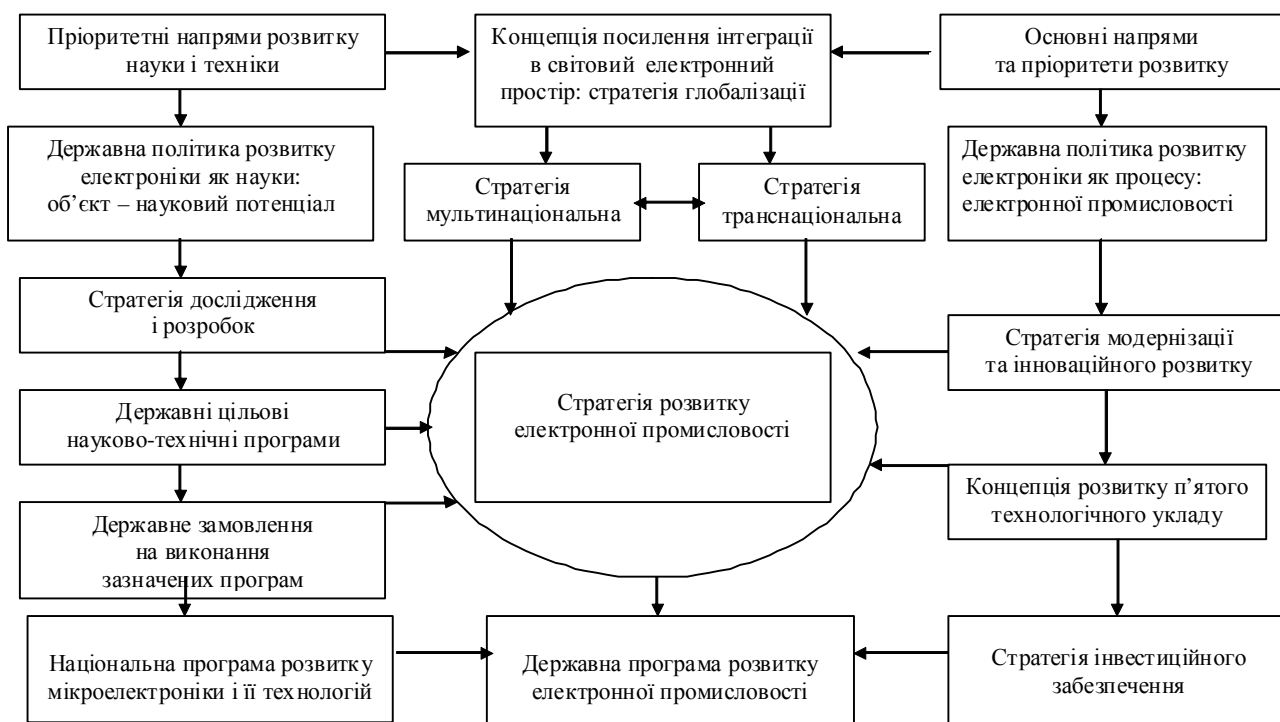 Пріоритетні напрями розвитку
науки і техніки
Концепція посилення інтеграції
в світовий електронний
простір: стратегія глобалізації
Основні напрями
та пріоритети розвитку
Державна політика розвитку
електроніки як науки:
об’єкт – науковий потенціал
Стратегія
мультинаціональна
Стратегія
транснаціональна
Державна політика розвитку
електроніки як процесу:
електронної промисловості
Стратегія дослідження
і розробок
Стратегія модернізації
та інноваційного розвитку
Стратегія розвитку
електронної промисловості
Державні цільові
науково-технічні програми
Концепція розвитку п’ятого
технологічного укладу
Державне замовлення
на виконання
зазначених програм
Національна програма розвитку
мікроелектроніки і її технологій
Державна програма розвитку
електронної промисловості
Стратегія інвестиційного
забезпечення